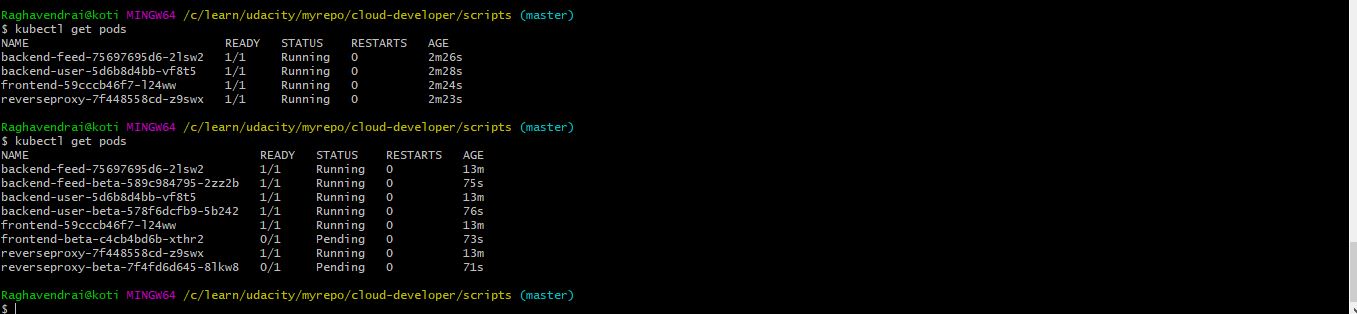 Raghavendrai@koti MINGW64 /c/learn/udacity/myrepo/cloud-developer/scripts (master)
$ kubectl get pods
NAME READY STATUS RESTARTS AGE
backend-feed-75697695d6-2lsw2 1/1 Running 0 2m26s
backend-user-5d6b8d4bb-vf8t5 1/1 Running 0 2m28s
frontend-59cccb46f7-l24ww 1/1 Running 0 2m24s
reverseproxy-7f448558cd-z9swx 1/1 Running 0 2m23s
Raghavendrai@koti MINGW64 /c/learn/udacity/myrepo/cloud-developer/scripts (master)
$ kubectl get pods
NAME READY STATUS RESTARTS AGE
backend-feed-75697695d6-2lsw2 1/1 Running 0 13m
backend-feed-beta-589c984795-2zz2b 1/1 Running 0 75s
backend-user-5d6b8d4bb-vf8t5 1/1 Running 0 13m
backend-user-beta-578f6dcfb9-5b242 1/1 Running 0 76s
frontend-59cccb46f7-l24ww 1/1 Running 0 13m
frontend-beta-c4cb4bd6b-xthr2 0/1 Pending 0 73s
reverseproxy-7f448558cd-z9swx 1/1 Running 0 13m
reverseproxy-beta-7f4fd6d645-8lkw8 0/1 Pending 0 71s
Raghavendrai@koti MINGW64 /c/learn/udacity/myrepo/cloud-developer/scripts (master)
$